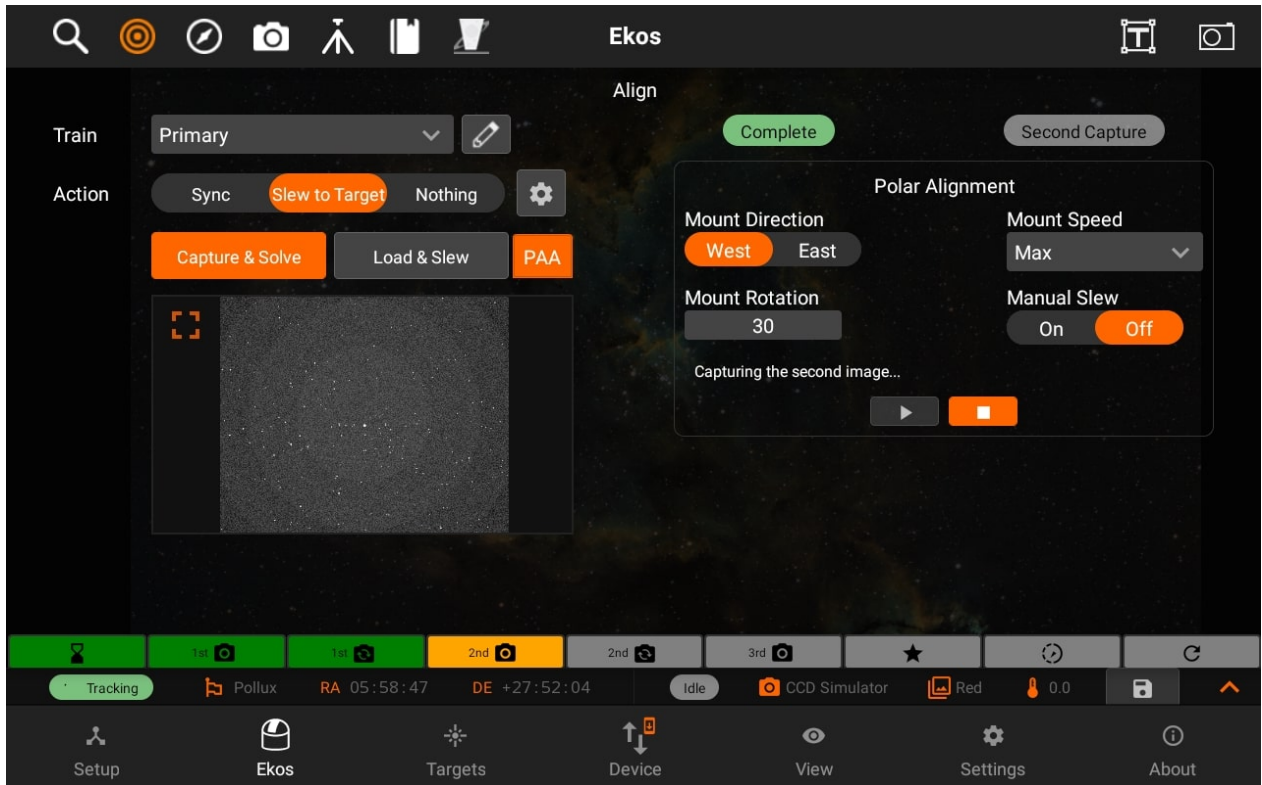 Ekos
Align
Train Primary
Complete
Second Capture
Action Sync Slew to Target Nothing
Capture & Solve Load & Slew PAA
Polar Alignment
Mount Direction
West East
Mount Speed
Max
Mount Rotation
30
Manual Slew
On Off
Capturing the second image...
1st 1st 2nd 2nd 3rd
Tracking Pollux RA 05:58:47 DE +27:52:04 Idle CCD Simulator Red 0.0
Setup Ekos Targets Device View Settings About